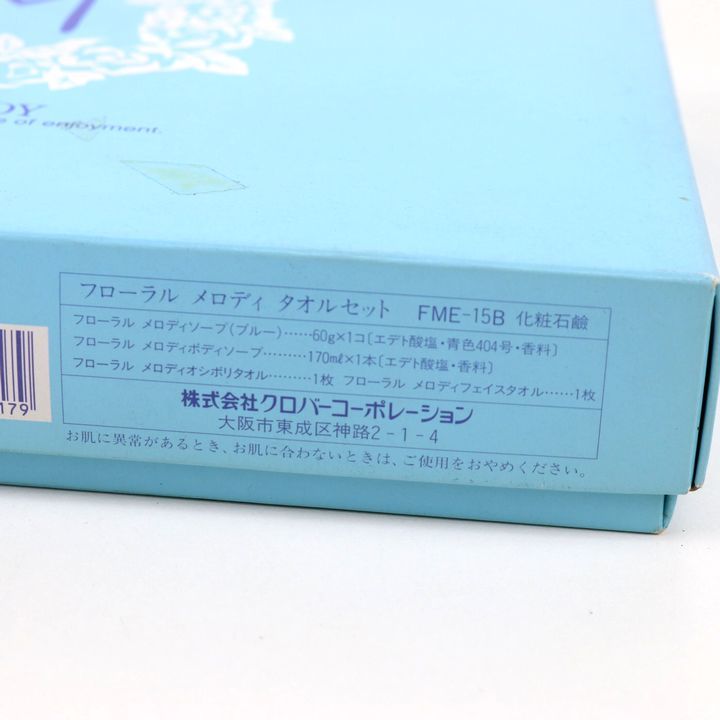 of enjoyment.
フローラル メロディ タオルセット FME-15B 化粧石鹸
フローラル メロディソープ(ブルー)……60g×1コ〔エデト酸塩・青色404号・香料〕
フローラル メロディボディソープ………170mℓ×1本〔エデト酸塩・香料〕
フローラル メロディオシボリタオル………1枚 フローラル メロディフェイスタオル……1枚
株式会社クロバーコーポレーション
大阪市東成区神路2-1-4
お肌に異常があるとき、お肌に合わないときは、ご使用をおやめください。
179